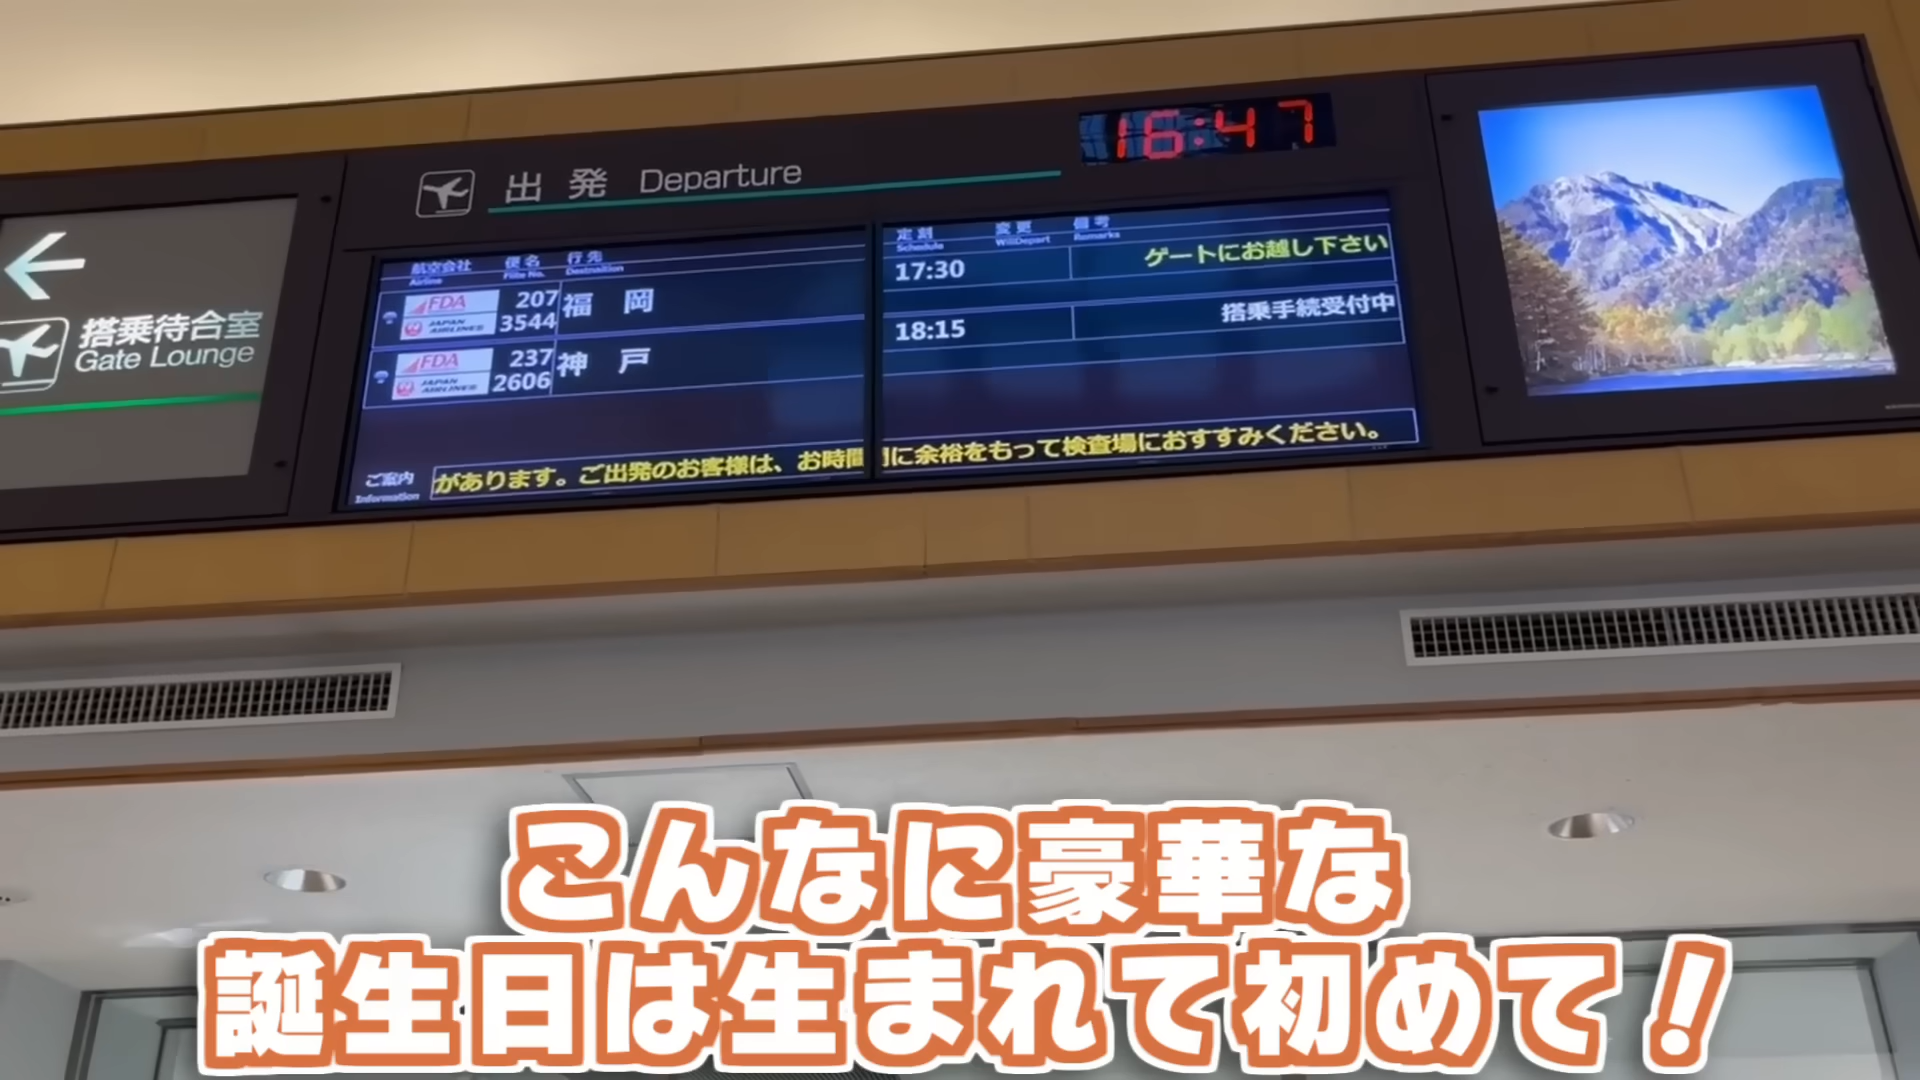 16:47
出発 Departure
搭乗待合室
Gate Lounge
航空会社 便名 行先
Airline
定刻 変更 備考
Schedule
Remarks
FDA 207 福岡 17:30 ゲートにお越し下さい
JAPAN AIRLINES 3544
FDA 237 神戸 18:15 搭乗手続受付中
JAPAN AIRLINES 2606
ご案内 があります。ご出発のお客様は、お時間に余裕をもって検査場におすすみください。
Information
こんなに豪華な
誕生日は生まれて初めて！